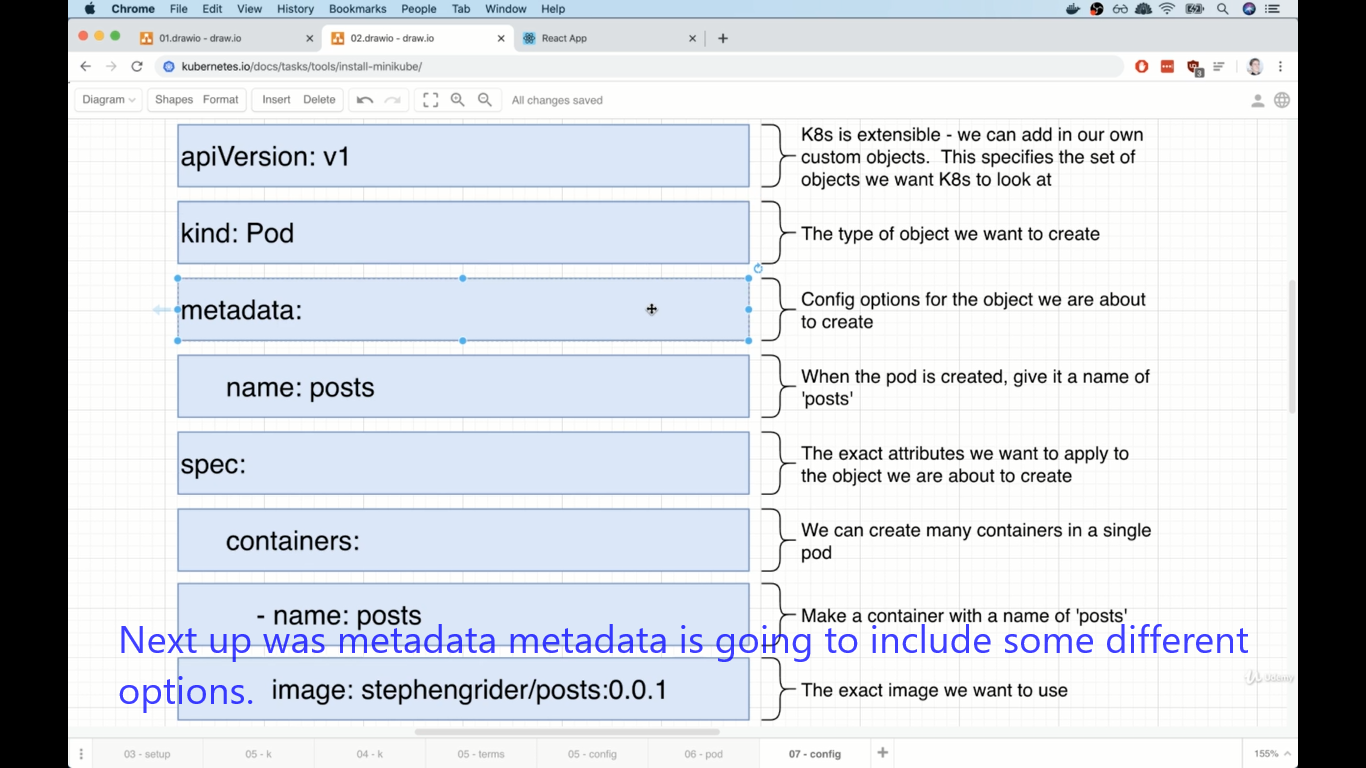 Chrome File Edit View History Bookmarks People Tab Window Help
01.drawio - draw.io
02.drawio - draw.io
React App
kubernetes.io/docs/tasks/tools/install-minikube/
3
Diagram Shapes Format Insert Delete All changes saved
apiVersion: v1
K8s is extensible - we can add in our own
custom objects. This specifies the set of
objects we want K8s to look at
kind: Pod
The type of object we want to create
metadata:
Config options for the object we are about
to create
name: posts
When the pod is created, give it a name of
'posts'
spec:
The exact attributes we want to apply to
the object we are about to create
containers:
We can create many containers in a single
pod
- name: posts
Make a container with a name of 'posts'
image: stephengrider/posts:0.0.1
The exact image we want to use
Next up was metadata metadata is going to include some different
options.
Udemy
03 - setup 05 - k 04 - k 05 - terms 05 - config 06 - pod 07 - config
155%